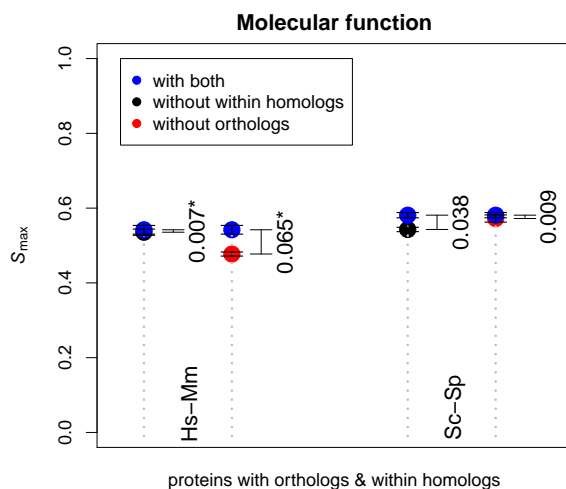 Molecular function
with both
without within homologs
without orthologs
1.0
0.8
0.6
0.4
0.2
0.0
Smax
0.007*
0.065*
0.038
0.009
Hs−Mm
Sc−Sp
proteins with orthologs & within homologs